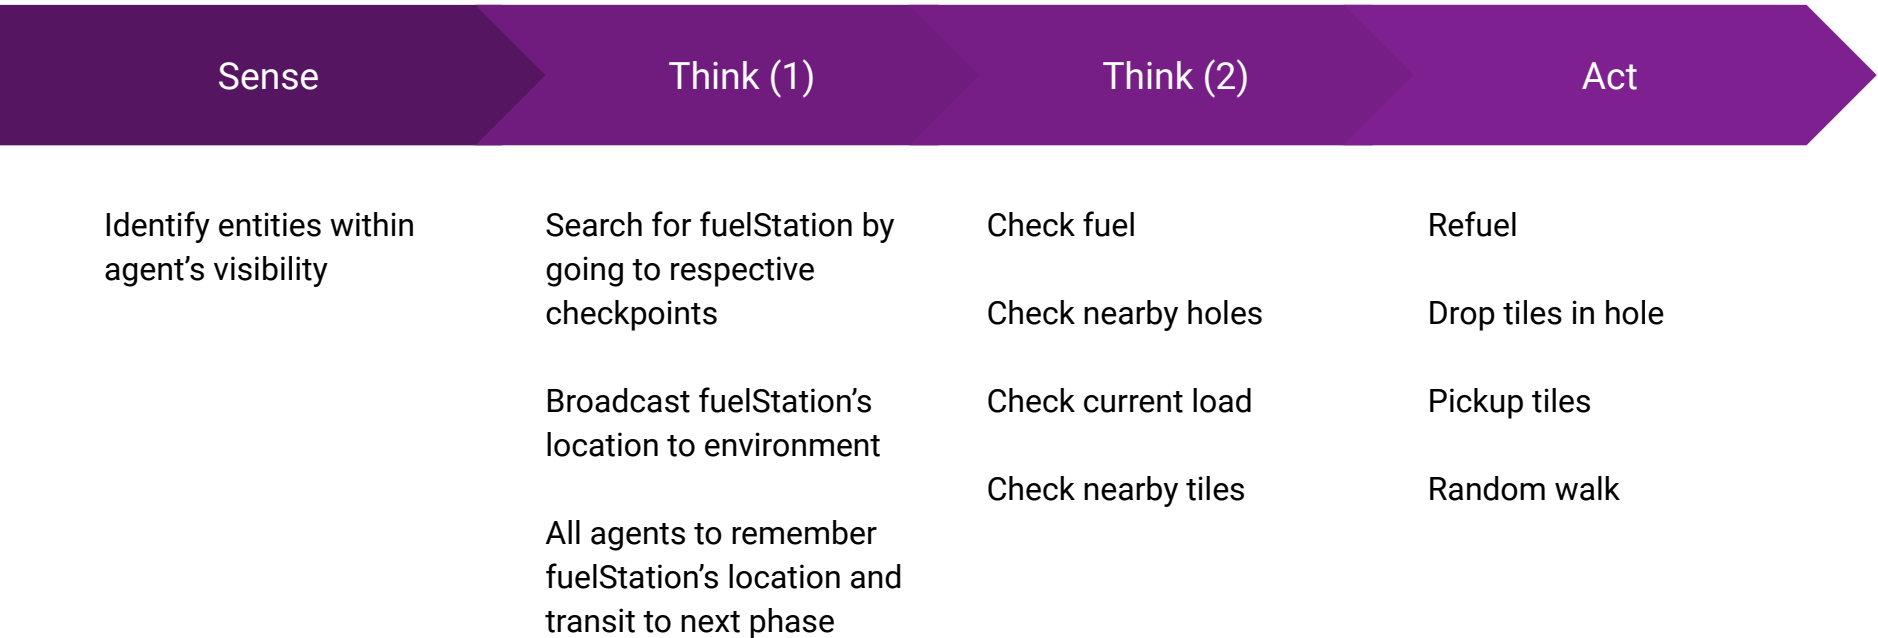 Sense
Think (1)
Think (2)
Act
Identify entities within
agent’s visibility
Search for fuelStation by
going to respective
checkpoints
Broadcast fuelStation’s
location to environment
All agents to remember
fuelStation’s location and
transit to next phase
Check fuel
Check nearby holes
Check current load
Check nearby tiles
Refuel
Drop tiles in hole
Pickup tiles
Random walk